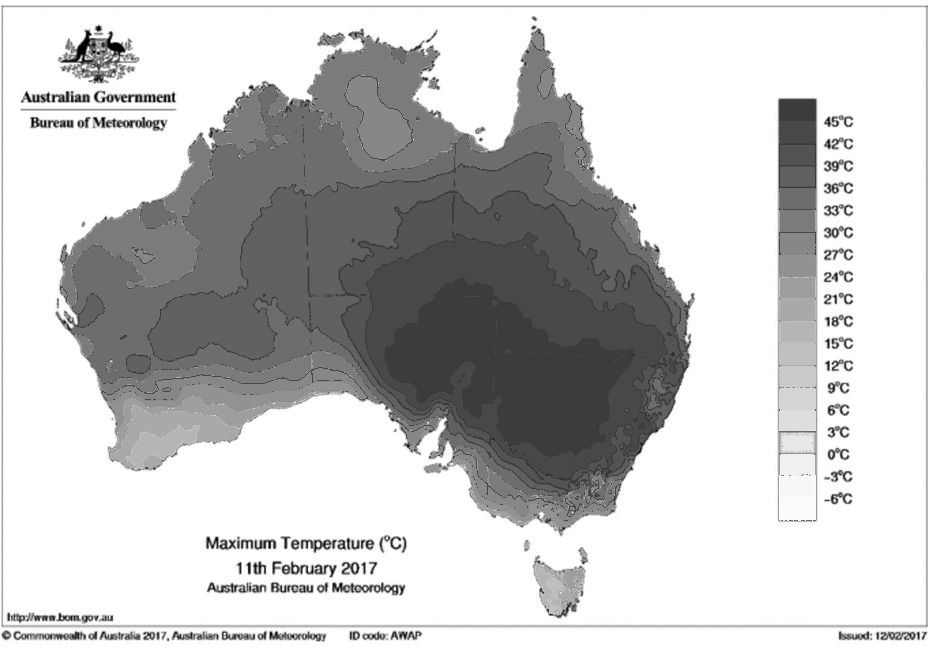 Australian Government
Bureau of Meteorology
45°C
42°C
39°C
36°C
33°C
30°C
27°C
24°C
21°C
18°C
15°C
12°C
9°C
6°C
3°C
0°C
-3°C
-6°C
Maximum Temperature (°C)
11th February 2017
Australian Bureau of Meteorology
http://www.bom.gov.au
© Commonwealth of Australia 2017, Australian Bureau of Meteorology ID code: AWAP Issued: 12/02/2017